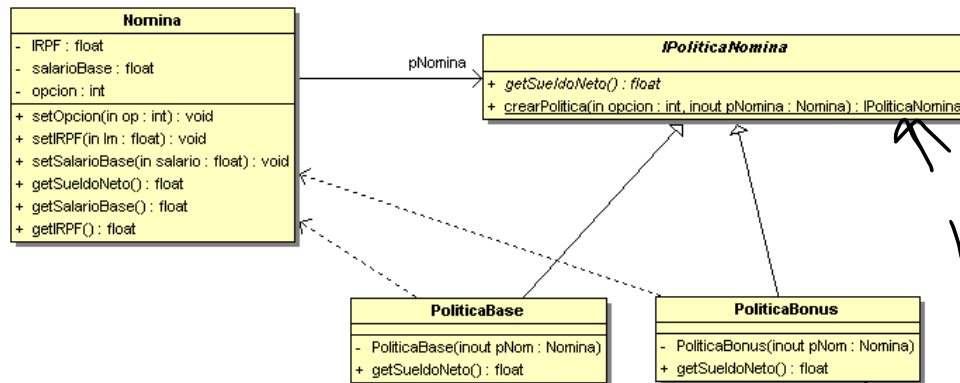 Nomina
- IRPF : float
- salarioBase : float
- opcion : int
+ setOpcion(in op : int) : void
+ setIRPF(in lm : float) : void
+ setSalarioBase(in salario : float) : void
+ getSueldoNeto() : float
+ getSalarioBase() : float
+ getIRPF() : float
pNomina
IPoliticaNomina
+ getSueldoNeto() : float
+ crearPolitica(in opcion : int, inout pNomina : Nomina) : IPoliticaNomina
PoliticaBase
- PoliticaBase(inout pNom : Nomina)
+ getSueldoNeto() : float
PoliticaBonus
- PoliticaBonus(inout pNom : Nomina)
+ getSueldoNeto() : float